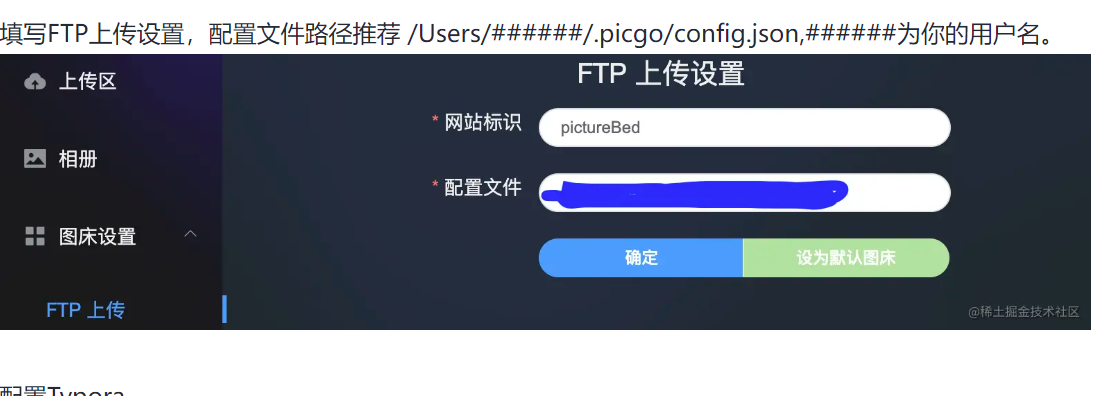 填写FTP上传设置，配置文件路径推荐 /Users/######/.picgo/config.json,######为你的用户名。
FTP 上传设置
上传区
* 网站标识 pictureBed
相册
* 配置文件
图床设置
确定 设为默认图床
FTP 上传
@稀土掘金技术社区
配置Typora